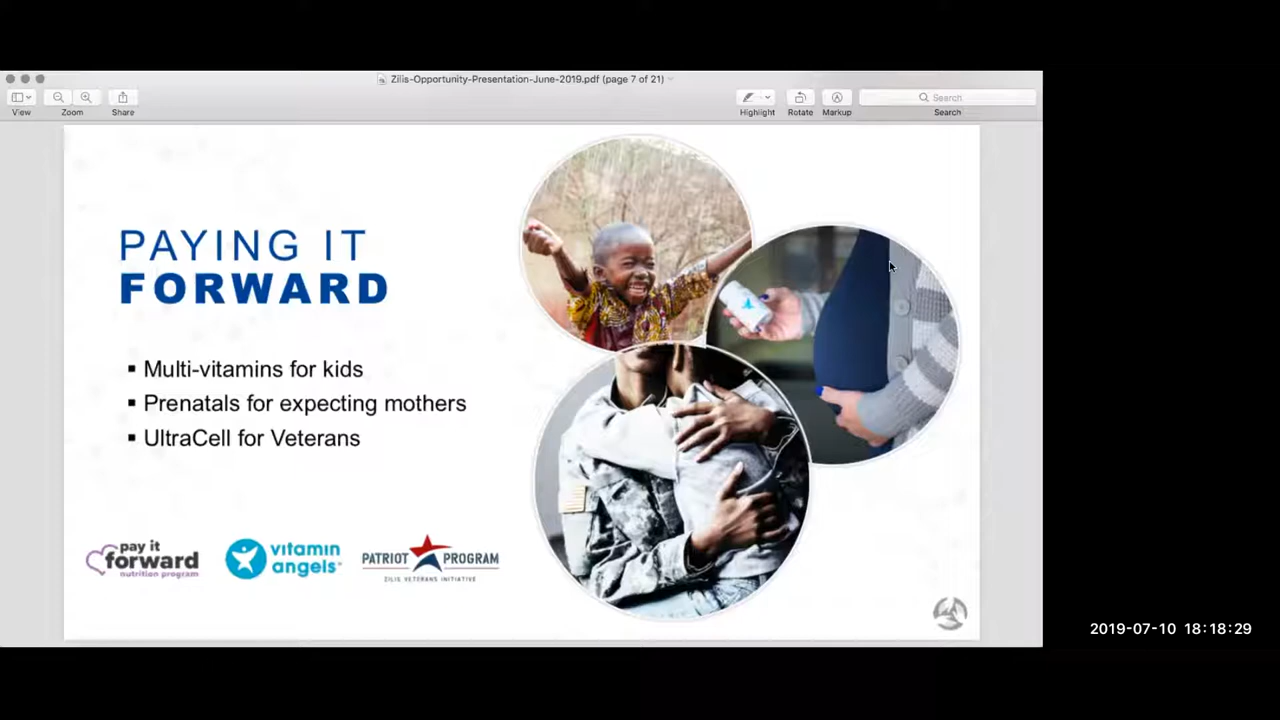 Zilis-Opportunity-Presentation-June-2019.pdf (page 7 of 21)
View
Zoom
Share
Highlight
Rotate
Markup
Search
Search
PAYING IT
FORWARD
▪ Multi-vitamins for kids
▪ Prenatals for expecting mothers
▪ UltraCell for Veterans
pay it
forward
nutrition program
vitamin
angels
PATRIOT PROGRAM
ZILIS VETERANS INITIATIVE
2019-07-10 18:18:29